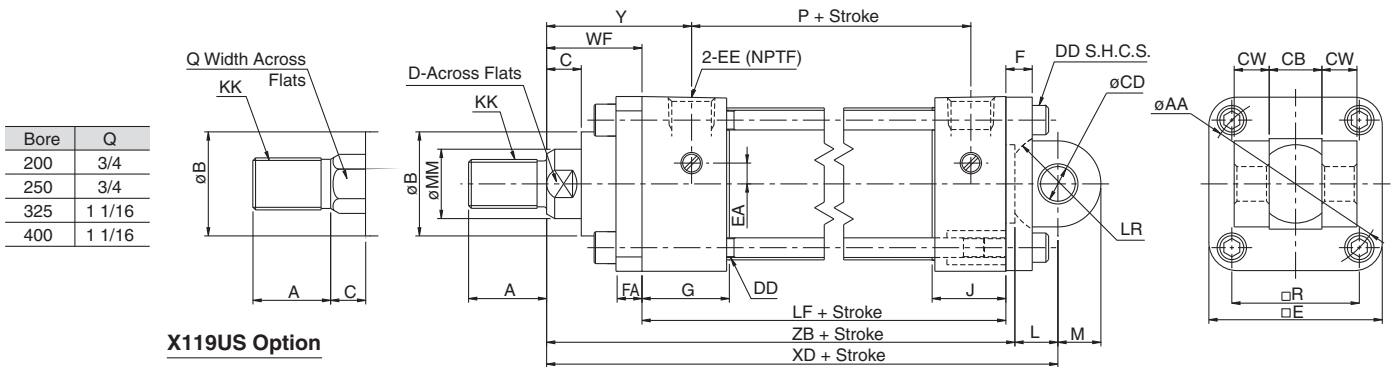 Bore Q
200 3/4
250 3/4
325 1 1/16
400 1 1/16
Q Width Across
Flats
KK
øB
A
C
X119US Option
Y
P + Stroke
WF
C
D-Across Flats
KK
2-EE (NPTF)
F
DD S.H.C.S.
øCD
øB
øMM
EA
LR
A
FA
G
DD
J
LF + Stroke
ZB + Stroke
L
M
XD + Stroke
CW
CB
CW
øAA
□R
□E